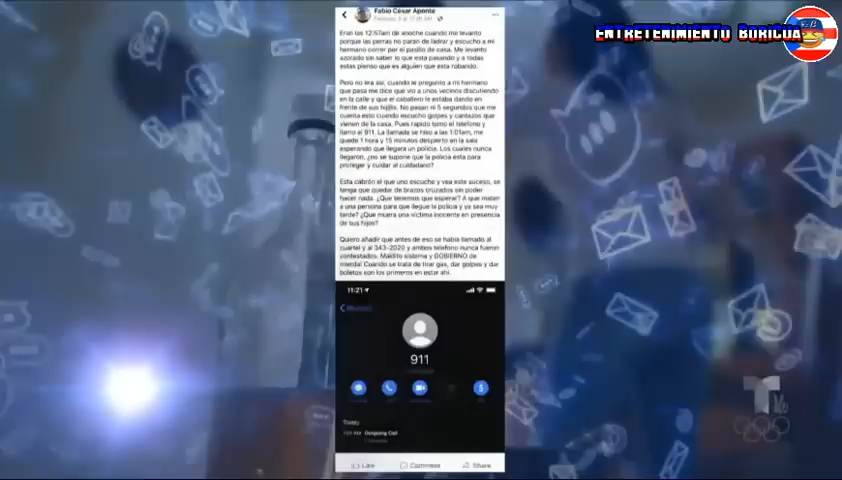 Fabio César Aponte
ENTRETENIMIENTO BORICUA
Eran las 12:57am de anoche cuando me levanto
porque las perras no paran de ladrar y escucho a mi
hermano correr por el pasillo de casa. Me levanto
azorado sin saber lo que esta pasando y a todas
estas pienso que es alguien que esta robando.
Pero no era asi, cuando le pregunto a mi hermano
que pasa me dice que vio a unos vecinos discutiendo
en la calle y que el caballero le estaba dando en
frente de sus hij@s. No pasan ni 5 segundos que me
cuenta esto cuando escucho golpes y cantazos que
vienen de la casa. Pues rapido tomo el telefono y
llamo al 911. La llamada se hiso a las 1:01am, me
quede 1 hora y 15 minutos despierto en la sala
esperando que llegara un policia. Los cuales nunca
llegaron, ¿no se supone que la policia esta para
proteger y cuidar al cuidadano?
Esta cabrón el que uno escuche y vea este suceso, se
tenga que quedar de brazos cruzados sin poder
hacer nada. ¿Que tenemos que esperar? A que maten
a una persona para que llegue la policia y ya sea muy
tarde? ¿Que muera una victima inocente en presencia
de sus hijos?
Quiero añadir que antes de eso se habia llamado al
cuartel y al 343-2020 y ambos telefono nunca fueron
contestados. Maldito sistema y GOBIERNO de
mierda! Cuando se trata de tirar gas, dar golpes y dar
boletos son los primeros en estar ahi.
11:21
911
Today
Outgoing Call
Like
Comment
Share